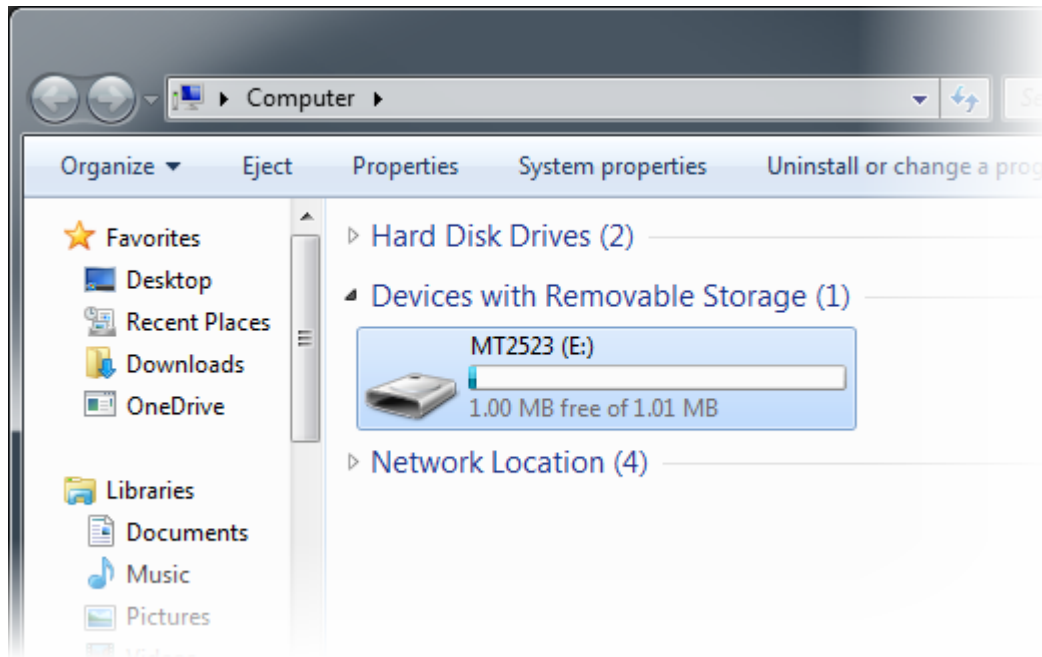 Computer
Organize Eject Properties System properties Uninstall or change a prog
Favorites
Desktop
Recent Places
Downloads
OneDrive
Libraries
Documents
Music
Pictures
Videos
Hard Disk Drives (2)
Devices with Removable Storage (1)
MT2523 (E:)
1.00 MB free of 1.01 MB
Network Location (4)